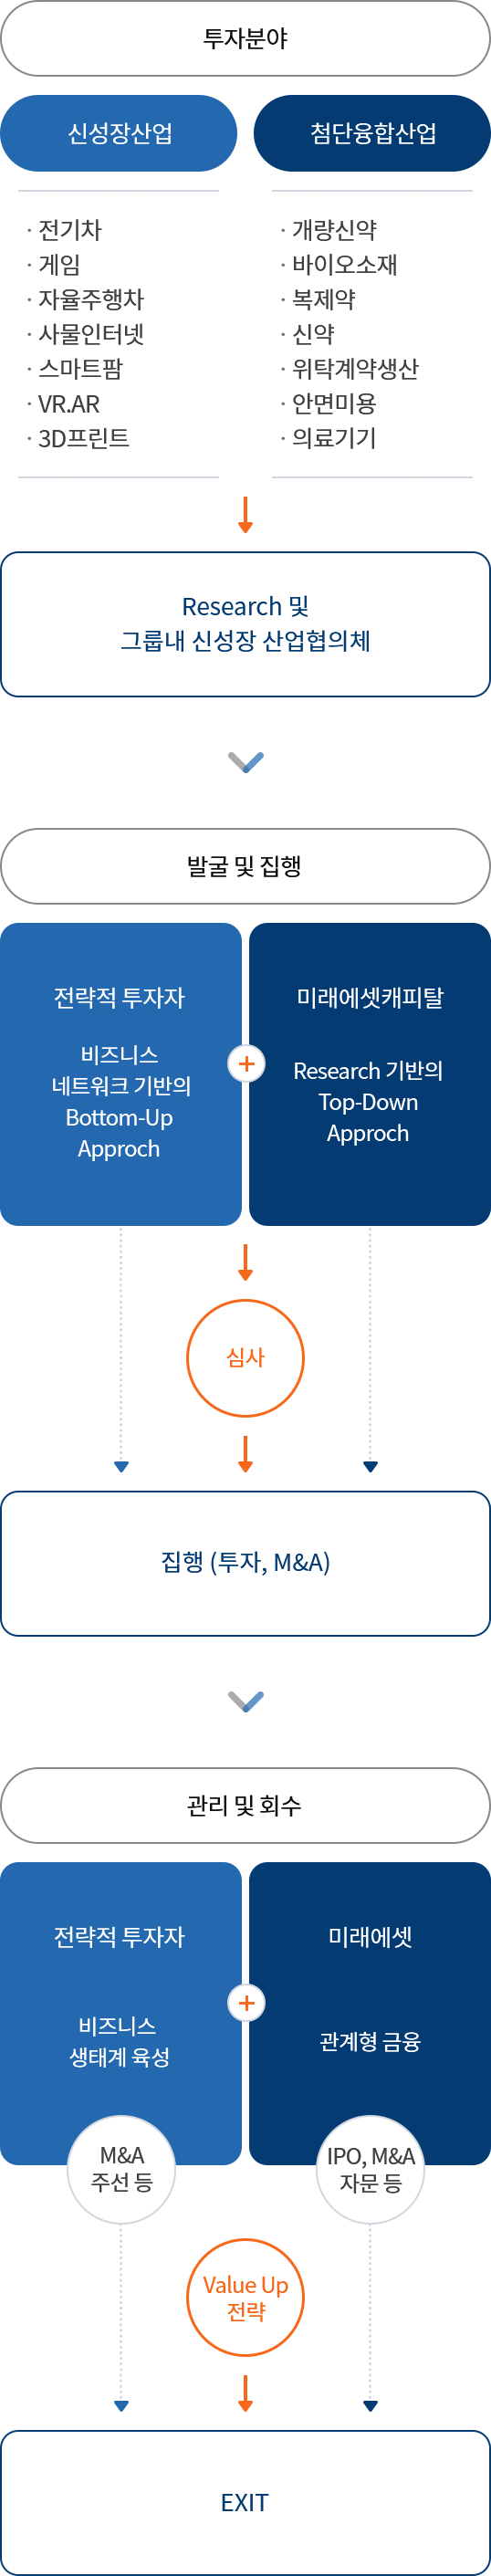 투자분야
신성장산업
첨단융합산업
· 전기차
· 게임
· 자율주행차
· 사물인터넷
· 스마트팜
· VR.AR
· 3D프린트
· 개량신약
· 바이오소재
· 복제약
· 신약
· 위탁계약생산
· 안면미용
· 의료기기
Research 및
그룹내 신성장 산업협의체
발굴 및 집행
전략적 투자자
비즈니스
네트워크 기반의
Bottom-Up
Approch
+
미래에셋캐피탈
Research 기반의
Top-Down
Approch
심사
집행 (투자, M&A)
관리 및 회수
전략적 투자자
비즈니스
생태계 육성
M&A
주선 등
+
미래에셋
관계형 금융
IPO, M&A
자문 등
Value Up
전략
EXIT